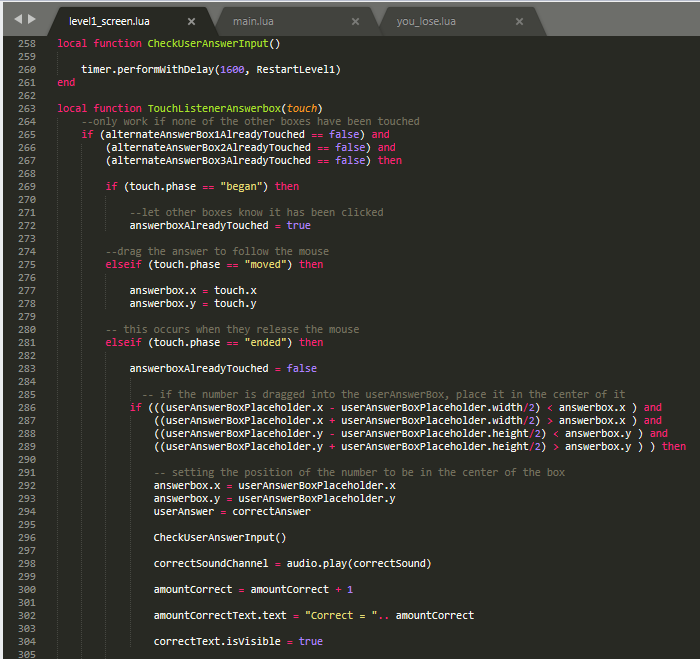 level1_screen.lua × main.lua × you_lose.lua ×
258 local function CheckUserAnswerInput()
259
260 timer.performWithDelay(1600, RestartLevel1)
261 end
262
263 local function TouchListenerAnswerbox(touch)
264 --only work if none of the other boxes have been touched
265 if (alternateAnswerBox1AlreadyTouched == false) and
266 (alternateAnswerBox2AlreadyTouched == false) and
267 (alternateAnswerBox3AlreadyTouched == false) then
268
269 if (touch.phase == "began") then
270
271 --let other boxes know it has been clicked
272 answerboxAlreadyTouched = true
273
274 --drag the answer to follow the mouse
275 elseif (touch.phase == "moved") then
276
277 answerbox.x = touch.x
278 answerbox.y = touch.y
279
280 -- this occurs when they release the mouse
281 elseif (touch.phase == "ended") then
282
283 answerboxAlreadyTouched = false
284
285 -- if the number is dragged into the userAnswerBox, place it in the center of it
286 if (((userAnswerBoxPlaceholder.x - userAnswerBoxPlaceholder.width/2) < answerbox.x ) and
287 ((userAnswerBoxPlaceholder.x + userAnswerBoxPlaceholder.width/2) > answerbox.x ) and
288 ((userAnswerBoxPlaceholder.y - userAnswerBoxPlaceholder.height/2) < answerbox.y ) and
289 ((userAnswerBoxPlaceholder.y + userAnswerBoxPlaceholder.height/2) > answerbox.y ) ) then
290
291 -- setting the position of the number to be in the center of the box
292 answerbox.x = userAnswerBoxPlaceholder.x
293 answerbox.y = userAnswerBoxPlaceholder.y
294 userAnswer = correctAnswer
295
296 CheckUserAnswerInput()
297
298 correctSoundChannel = audio.play(correctSound)
299
300 amountCorrect = amountCorrect + 1
301
302 amountCorrectText.text = "Correct = ".. amountCorrect
303
304 correctText.isVisible = true
305